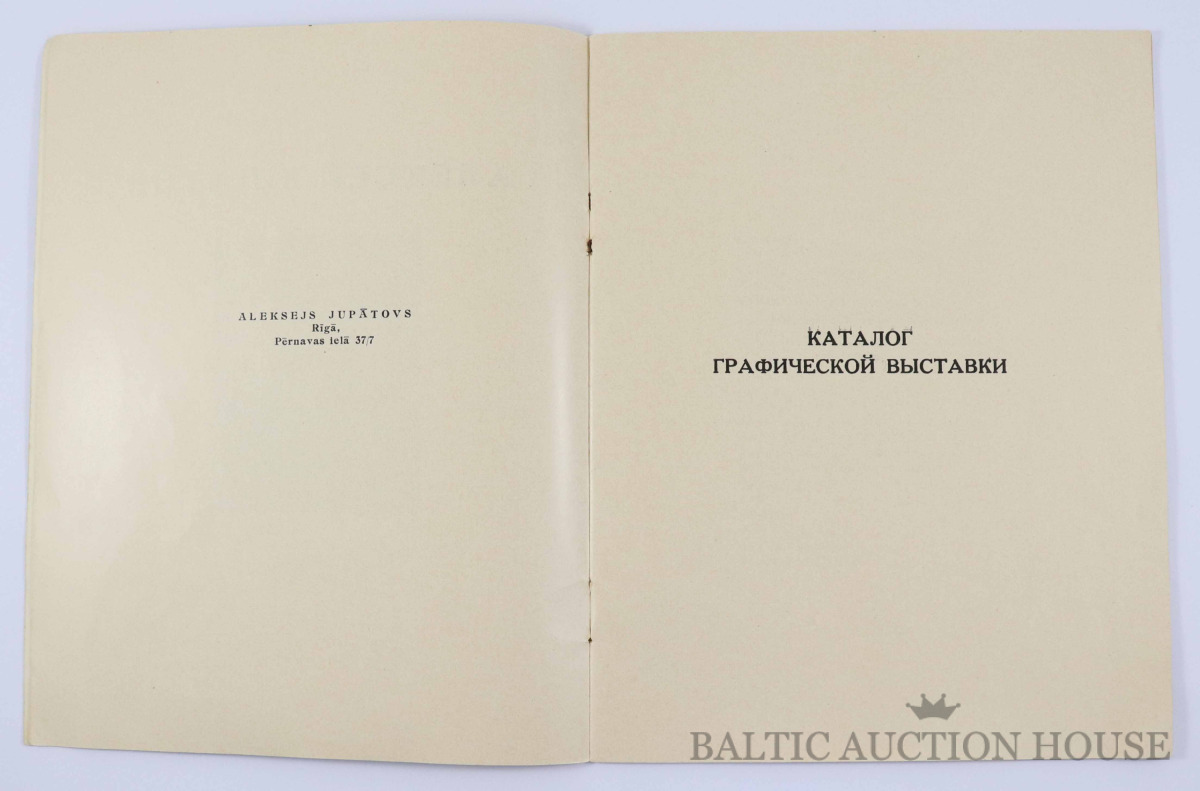 ALEKSEJS JUPĀTOVS
Rīgā,
Pērnavas ielā 37/7
КАТАЛОГ
ГРАФИЧЕСКОЙ ВЫСТАВКИ
BALTIC AUCTION HOUSE